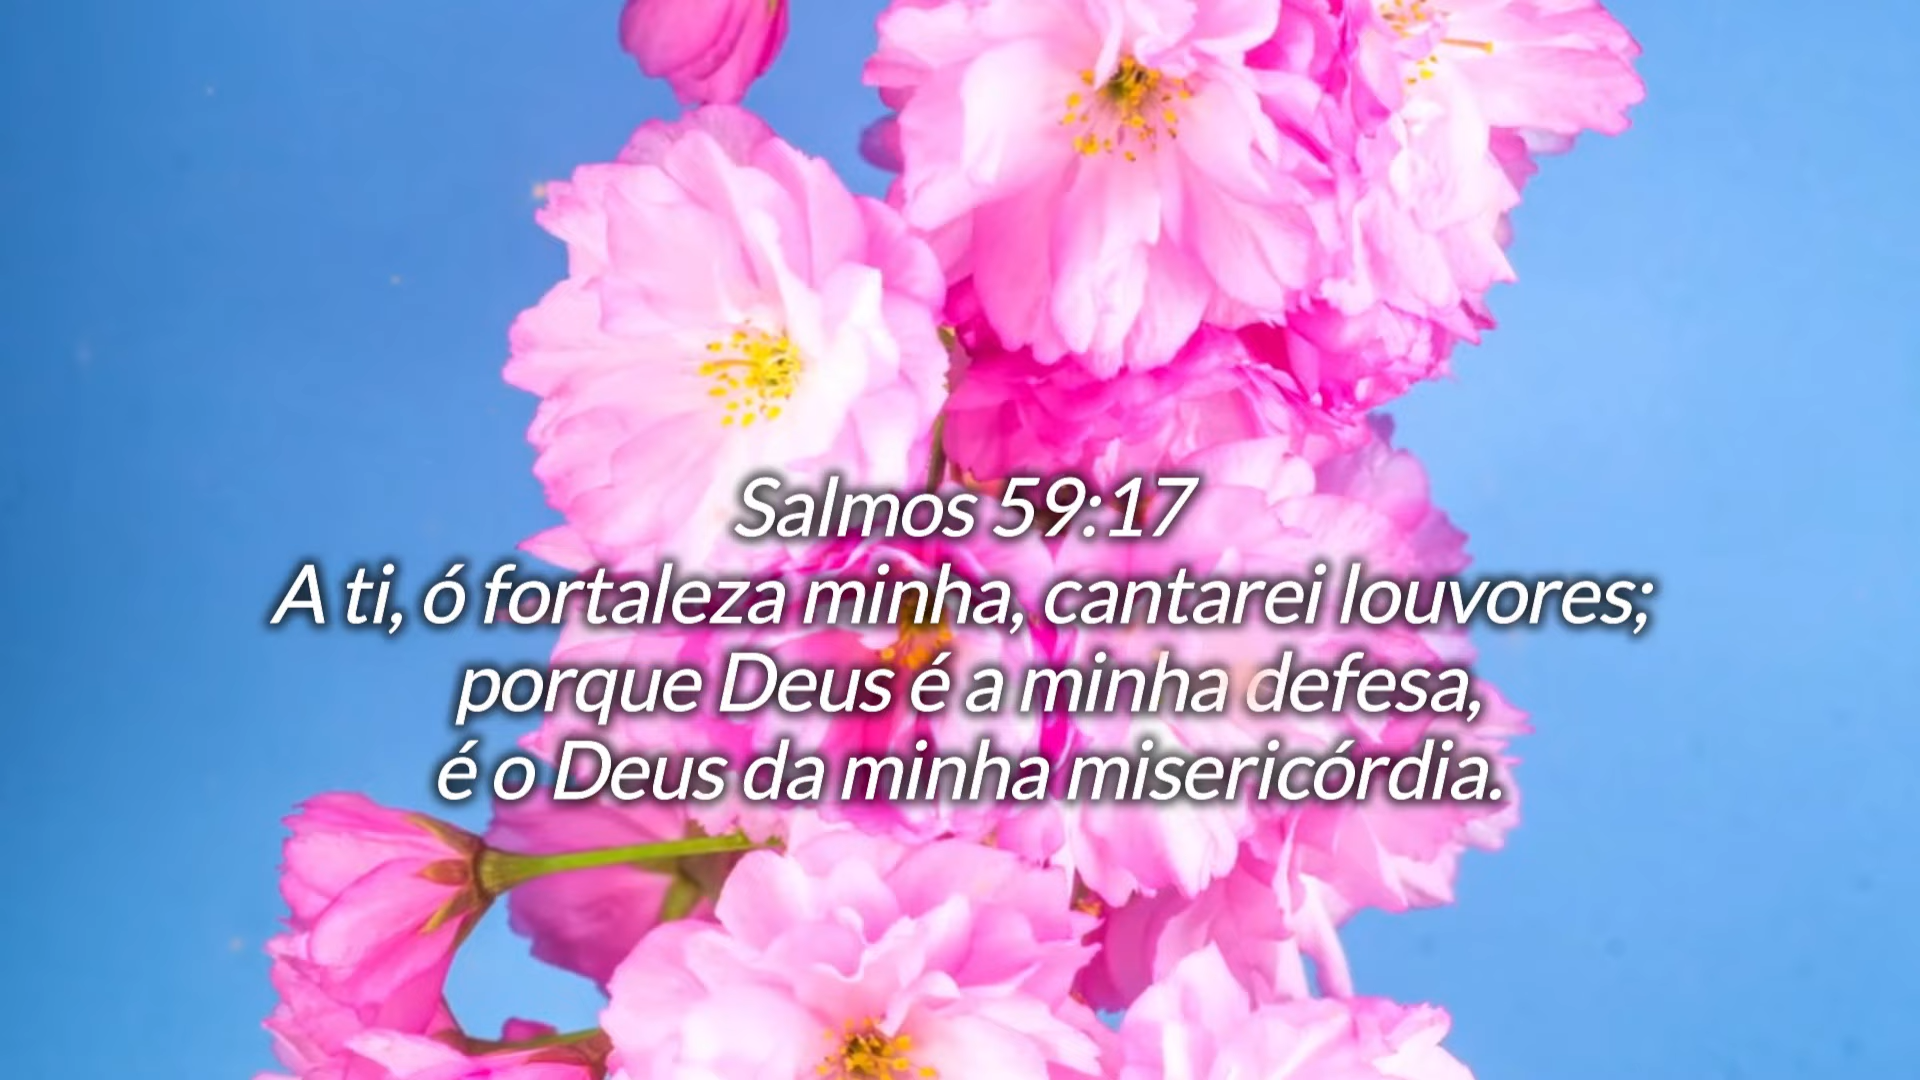 Salmos 59:17
A ti, ó fortaleza minha, cantarei louvores;
porque Deus é a minha defesa,
é o Deus da minha misericórdia.